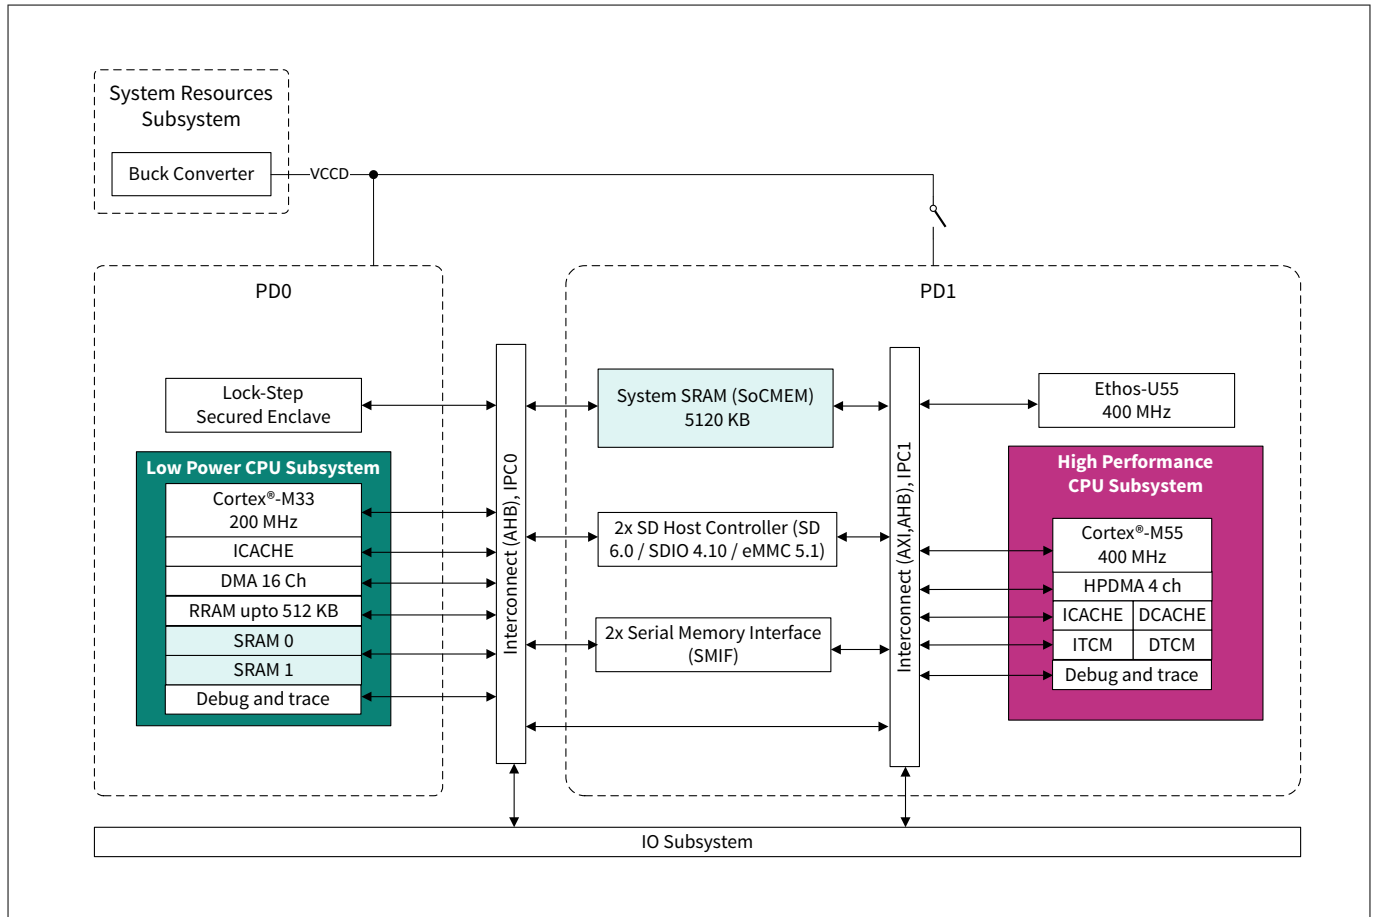 System Resources
Subsystem
Buck Converter
VCCD
PD0
PD1
Lock-Step
Secured Enclave
Low Power CPU Subsystem
Cortex®-M33
200 MHz
ICACHE
DMA 16 Ch
RRAM upto 512 KB
SRAM 0
SRAM 1
Debug and trace
Interconnect (AHB), IPC0
System SRAM (SoCMEM)
5120 KB
2x SD Host Controller (SD
6.0 / SDIO 4.10 / eMMC 5.1)
2x Serial Memory Interface
(SMIF)
Interconnect (AXI,AHB), IPC1
Ethos-U55
400 MHz
High Performance
CPU Subsystem
Cortex®-M55
400 MHz
HPDMA 4 ch
ICACHE DCACHE
ITCM DTCM
Debug and trace
IO Subsystem